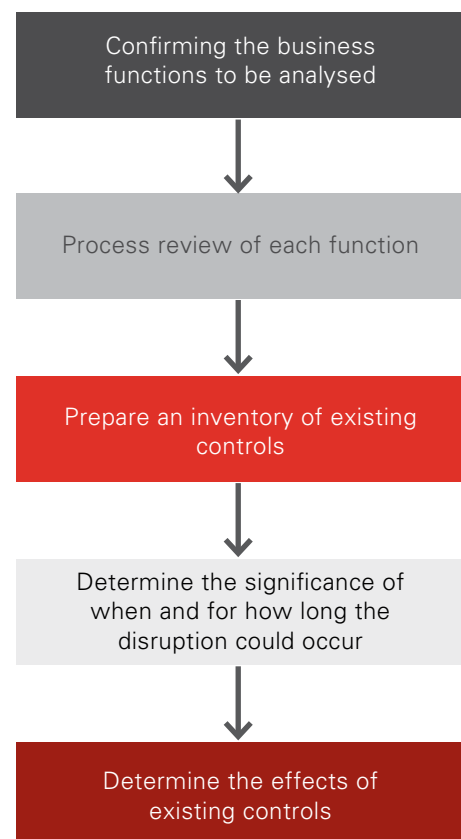 Confirming the business
functions to be analysed
Process review of each function
Prepare an inventory of existing
controls
Determine the significance of
when and for how long the
disruption could occur
Determine the effects of
existing controls